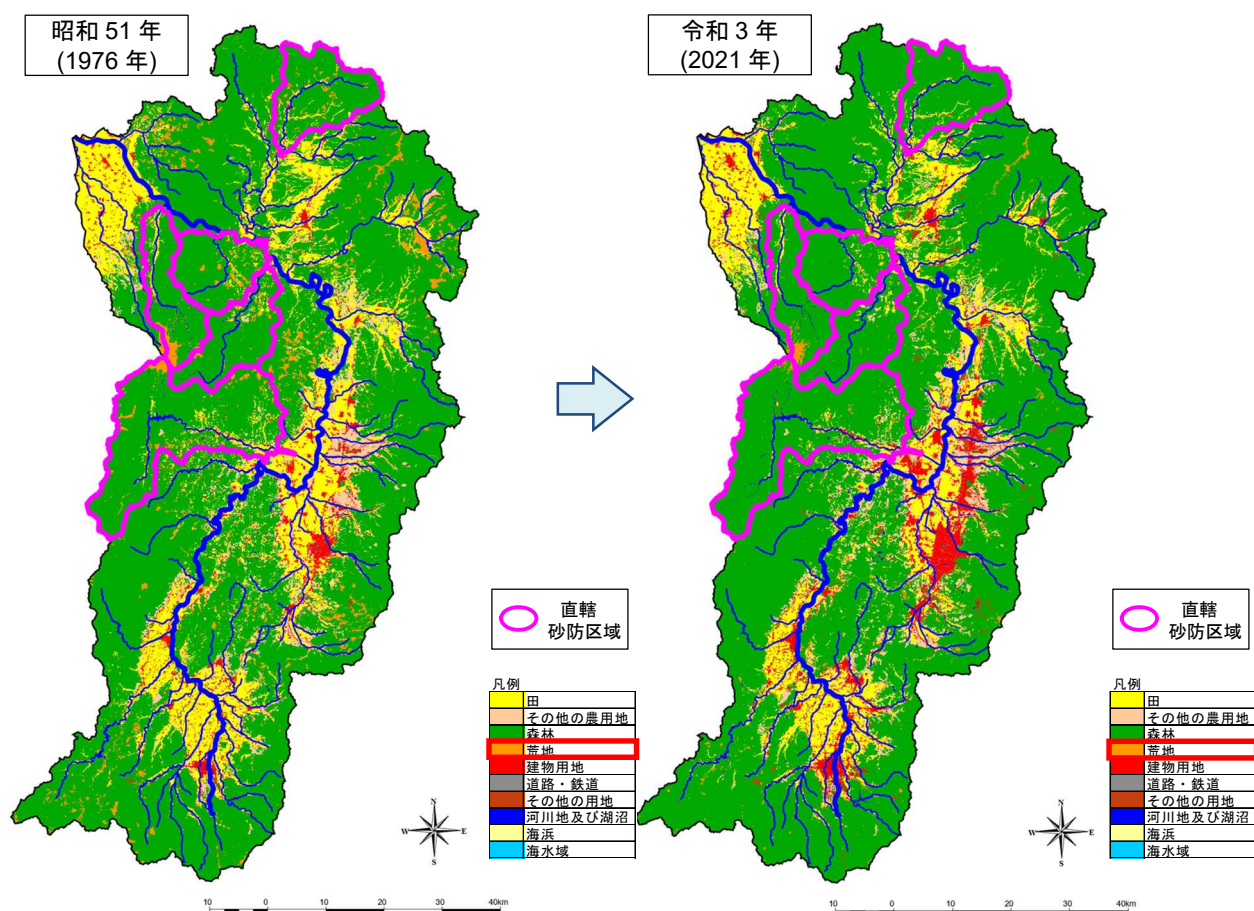 昭和 51 年
(1976 年)
令和 3 年
(2021 年)
直轄
砂防区域
凡例
田
その他の農用地
森林
荒地
建物用地
道路・鉄道
その他の用地
河川地及び湖沼
海浜
海水域
N
W
E
S
10
0
10
20
30
40km
直轄
砂防区域
凡例
田
その他の農用地
森林
荒地
建物用地
道路・鉄道
その他の用地
河川地及び湖沼
海浜
海水域
N
W
E
S
10
0
10
20
30
40km